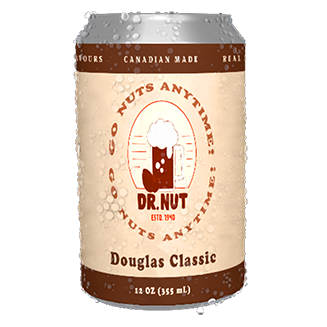 OURS CANADIAN MADE REAL
GO NUTS ANYTIME!
DR.NUT
ESTD. 1940
GO NUTS ANYTIME!
Douglas Classic
12 OZ (355 mL)